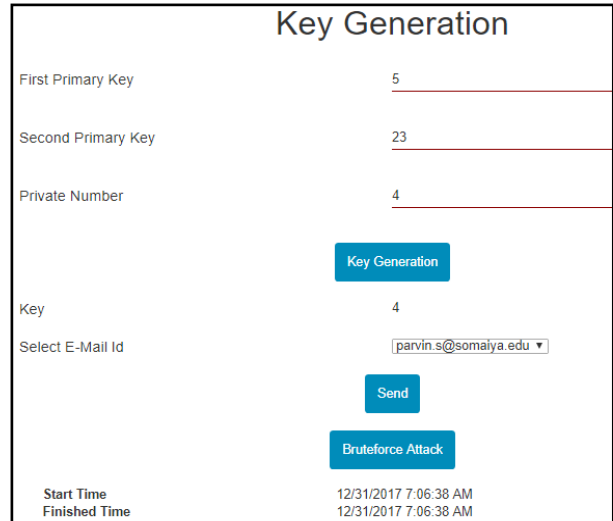 Key Generation
First Primary Key 5
Second Primary Key 23
Private Number 4
Key Generation
Key 4
Select E-Mail Id parvin.s@somaiya.edu ▼
Send
Bruteforce Attack
Start Time 12/31/2017 7:06:38 AM
Finished Time 12/31/2017 7:06:38 AM